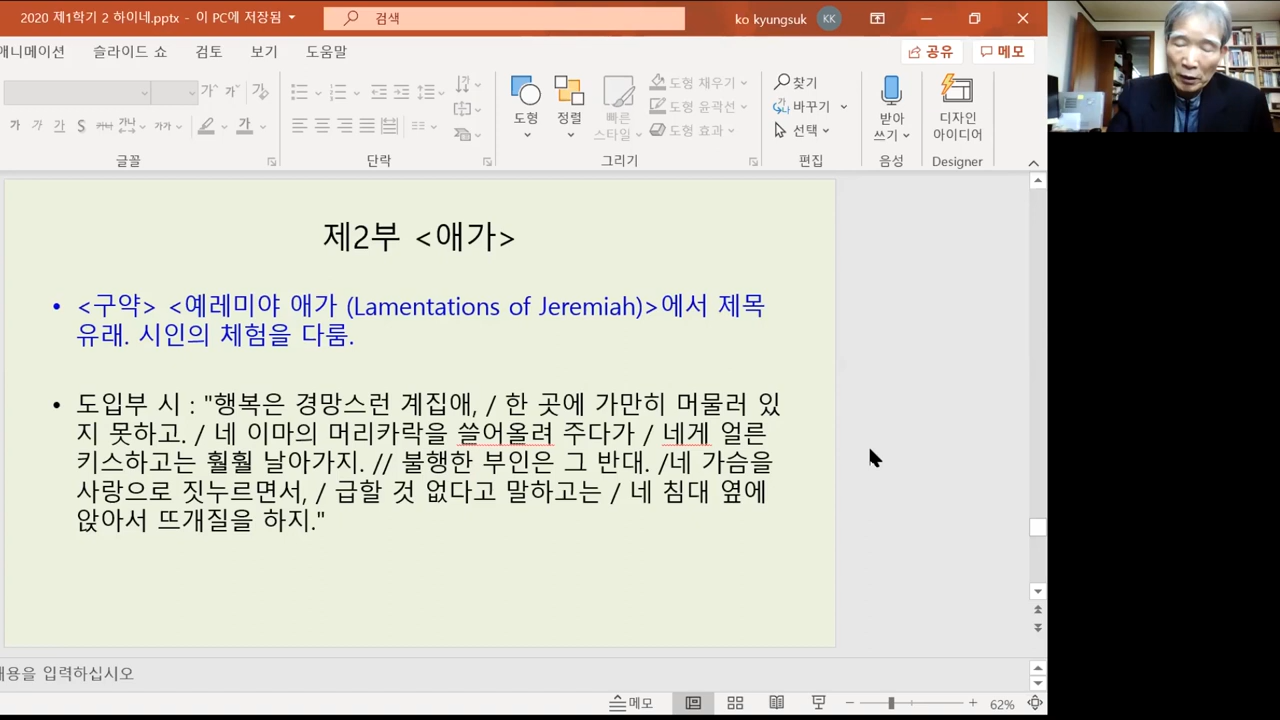 2020 제1학기 2 하이네.pptx - 이 PC에 저장됨
검색
ko kyungsuk
KK
애니메이션 슬라이드 쇼 검토 보기 도움말
공유 메모
가 가 가 S 가나 가가 가
도형
정렬
빠른
스타일
도형 채우기
도형 윤곽선
도형 효과
찾기
바꾸기
선택
받아
쓰기
디자인
아이디어
글꼴 단락 그리기 편집 음성 Designer
제2부 <애가>
• <구약> <예레미야 애가 (Lamentations of Jeremiah)>에서 제목
유래. 시인의 체험을 다룸.
• 도입부 시 : "행복은 경망스런 계집애, / 한 곳에 가만히 머물러 있
지 못하고. / 네 이마의 머리카락을 쓸어올려 주다가 / 네게 얼른
키스하고는 훨훨 날아가지. // 불행한 부인은 그 반대. /네 가슴을
사랑으로 짓누르면서, / 급할 것 없다고 말하고는 / 네 침대 옆에
앉아서 뜨개질을 하지."
내용을 입력하십시오
메모
62%